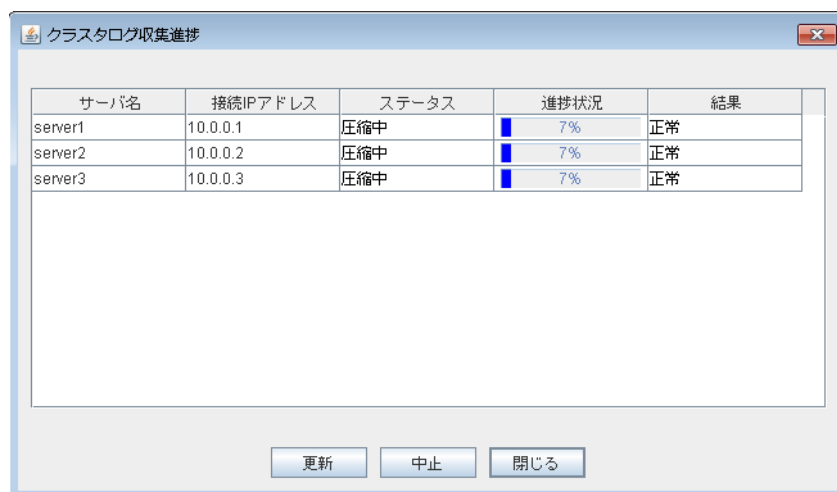 クラスタログ収集進捗
サーバ名 接続IPアドレス ステータス 進捗状況 結果
server1 10.0.0.1 圧縮中 7% 正常
server2 10.0.0.2 圧縮中 7% 正常
server3 10.0.0.3 圧縮中 7% 正常
更新 中止 閉じる